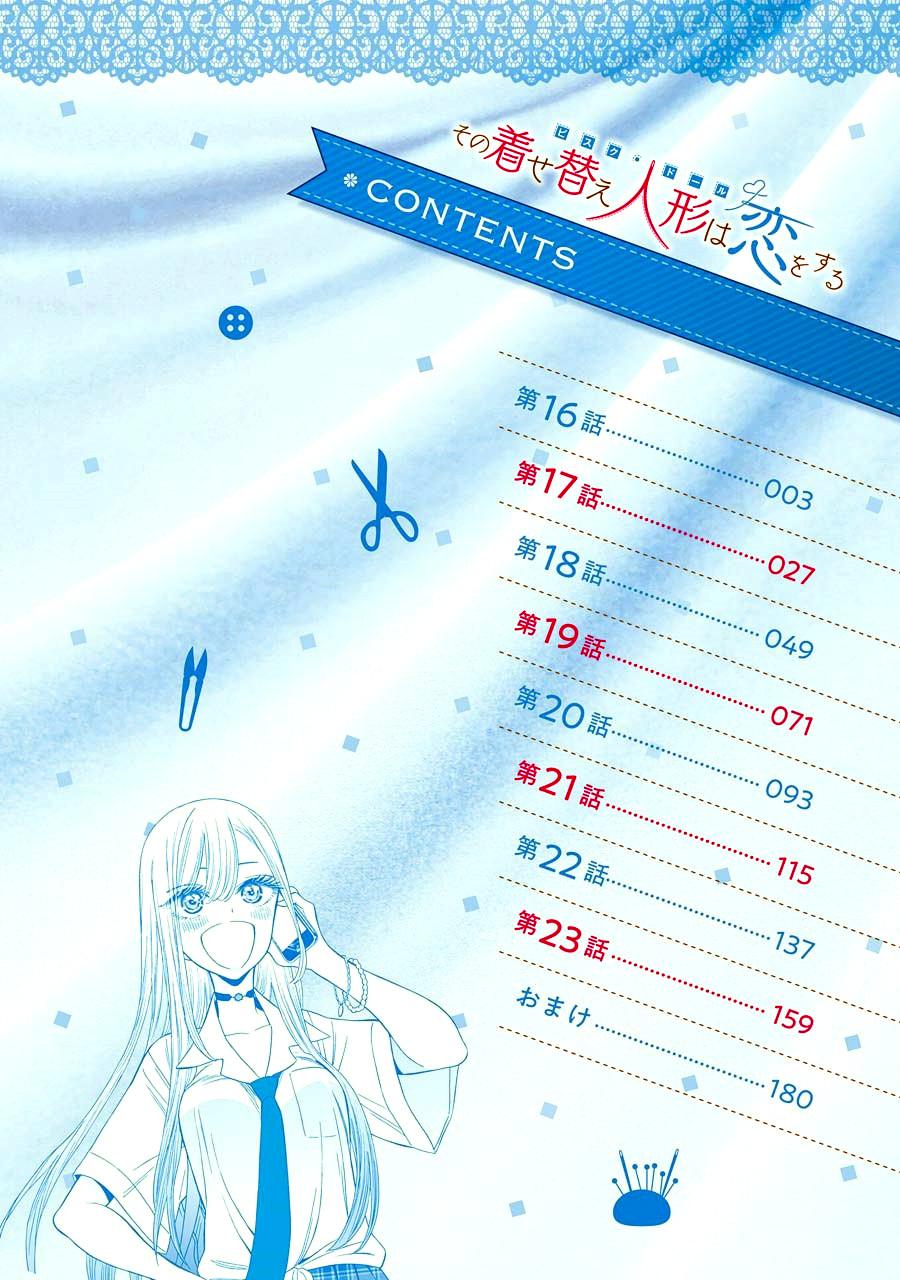 その着せ替え人形は恋をする
ビスク・ドール
CONTENTS
第16話 003
第17話 027
第18話 049
第19話 071
第20話 093
第21話 115
第22話 137
第23話 159
おまけ 180